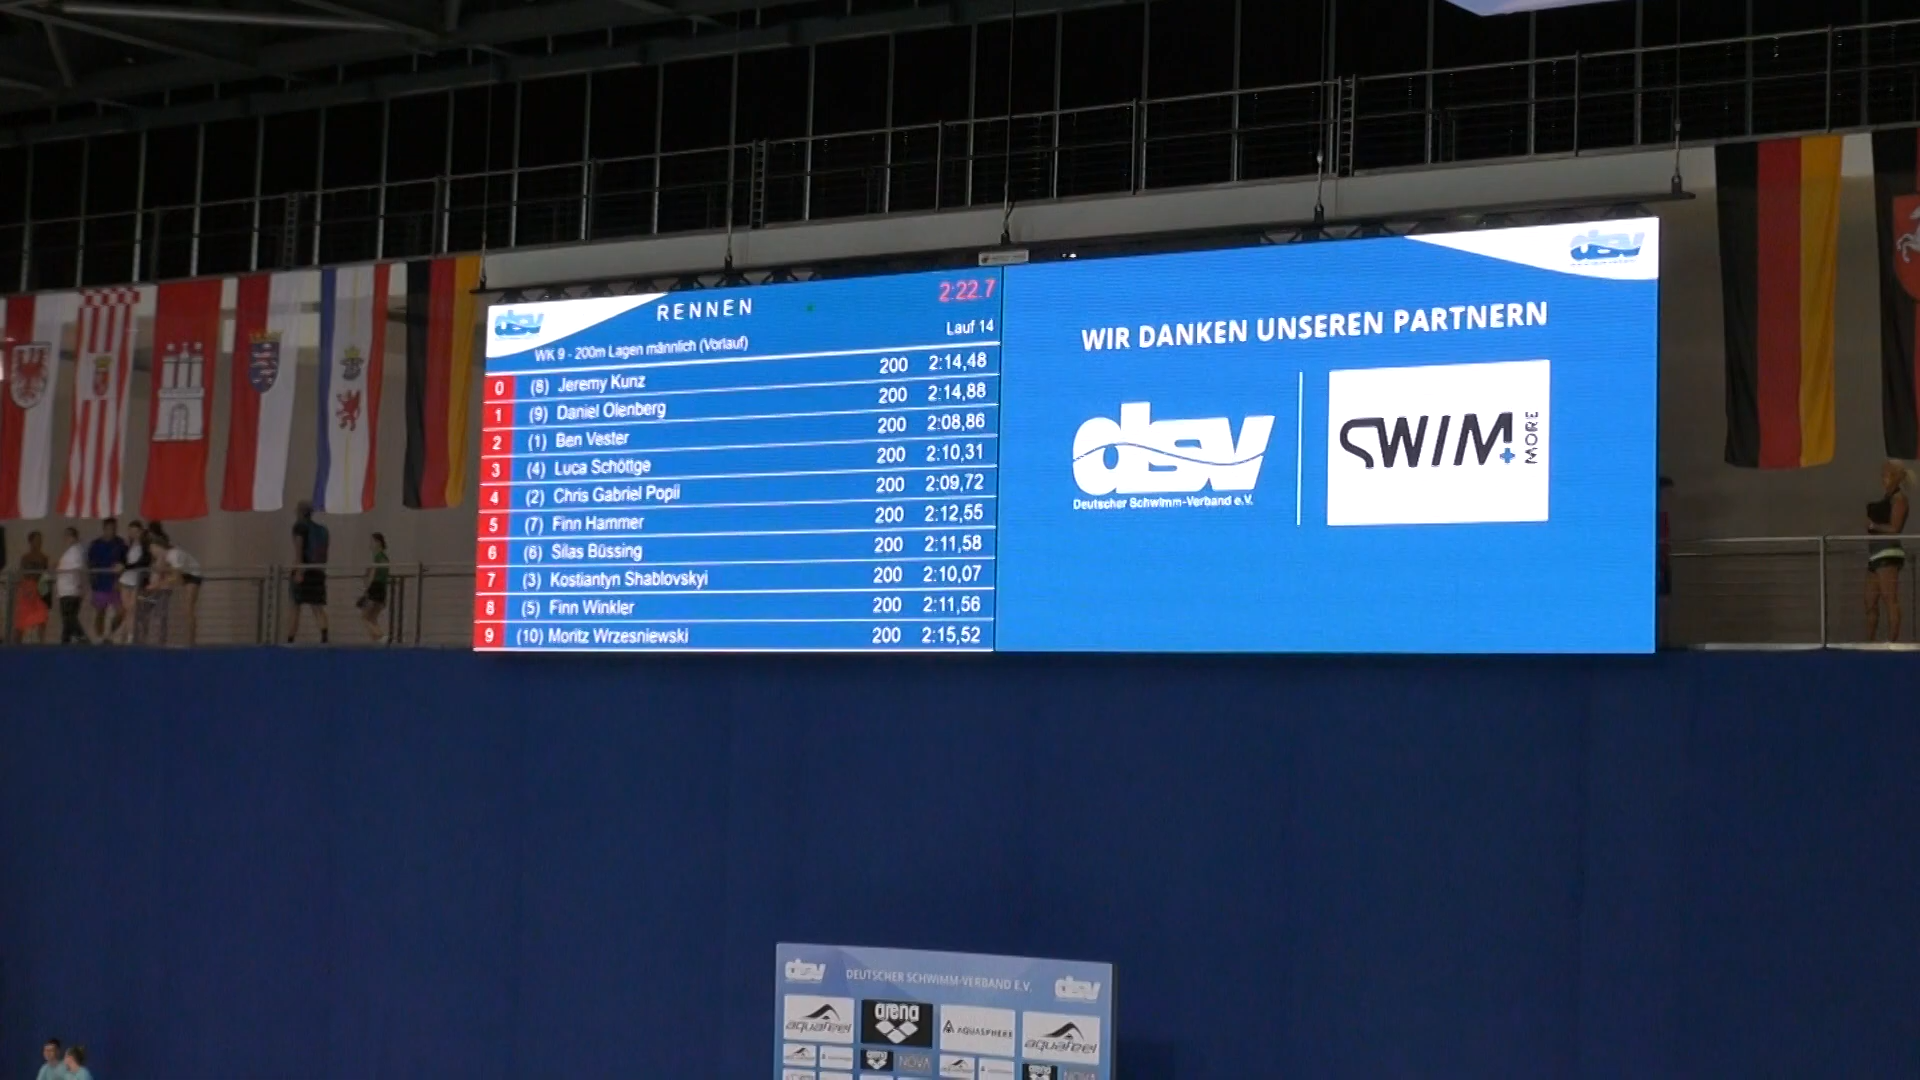 RENNEN
2:22.7
dsv
Lauf 14
WK 9 - 200m Lagen männlich (Vorlauf)
0 (8) Jeremy Kunz 200 2:14,48
1 (9) Daniel Olenberg 200 2:14,88
2 (1) Ben Vester 200 2:08,86
3 (4) Luca Schöttge 200 2:10,31
4 (2) Chris Gabriel Popii 200 2:09,72
5 (7) Finn Hammer 200 2:12,55
6 (6) Silas Büssing 200 2:11,58
7 (3) Kostiantyn Shablovskyi 200 2:10,07
8 (5) Finn Winkler 200 2:11,56
9 (10) Moritz Wrzesniewski 200 2:15,52
dsv
WIR DANKEN UNSEREN PARTNERN
dsv
Deutscher Schwimm-Verband e.V.
SWIM+
MORE
dsv DEUTSCHER SCHWIMM-VERBAND E.V. dsv
aquafeel arena AQUASPHERE aquafeel
arena NOVA